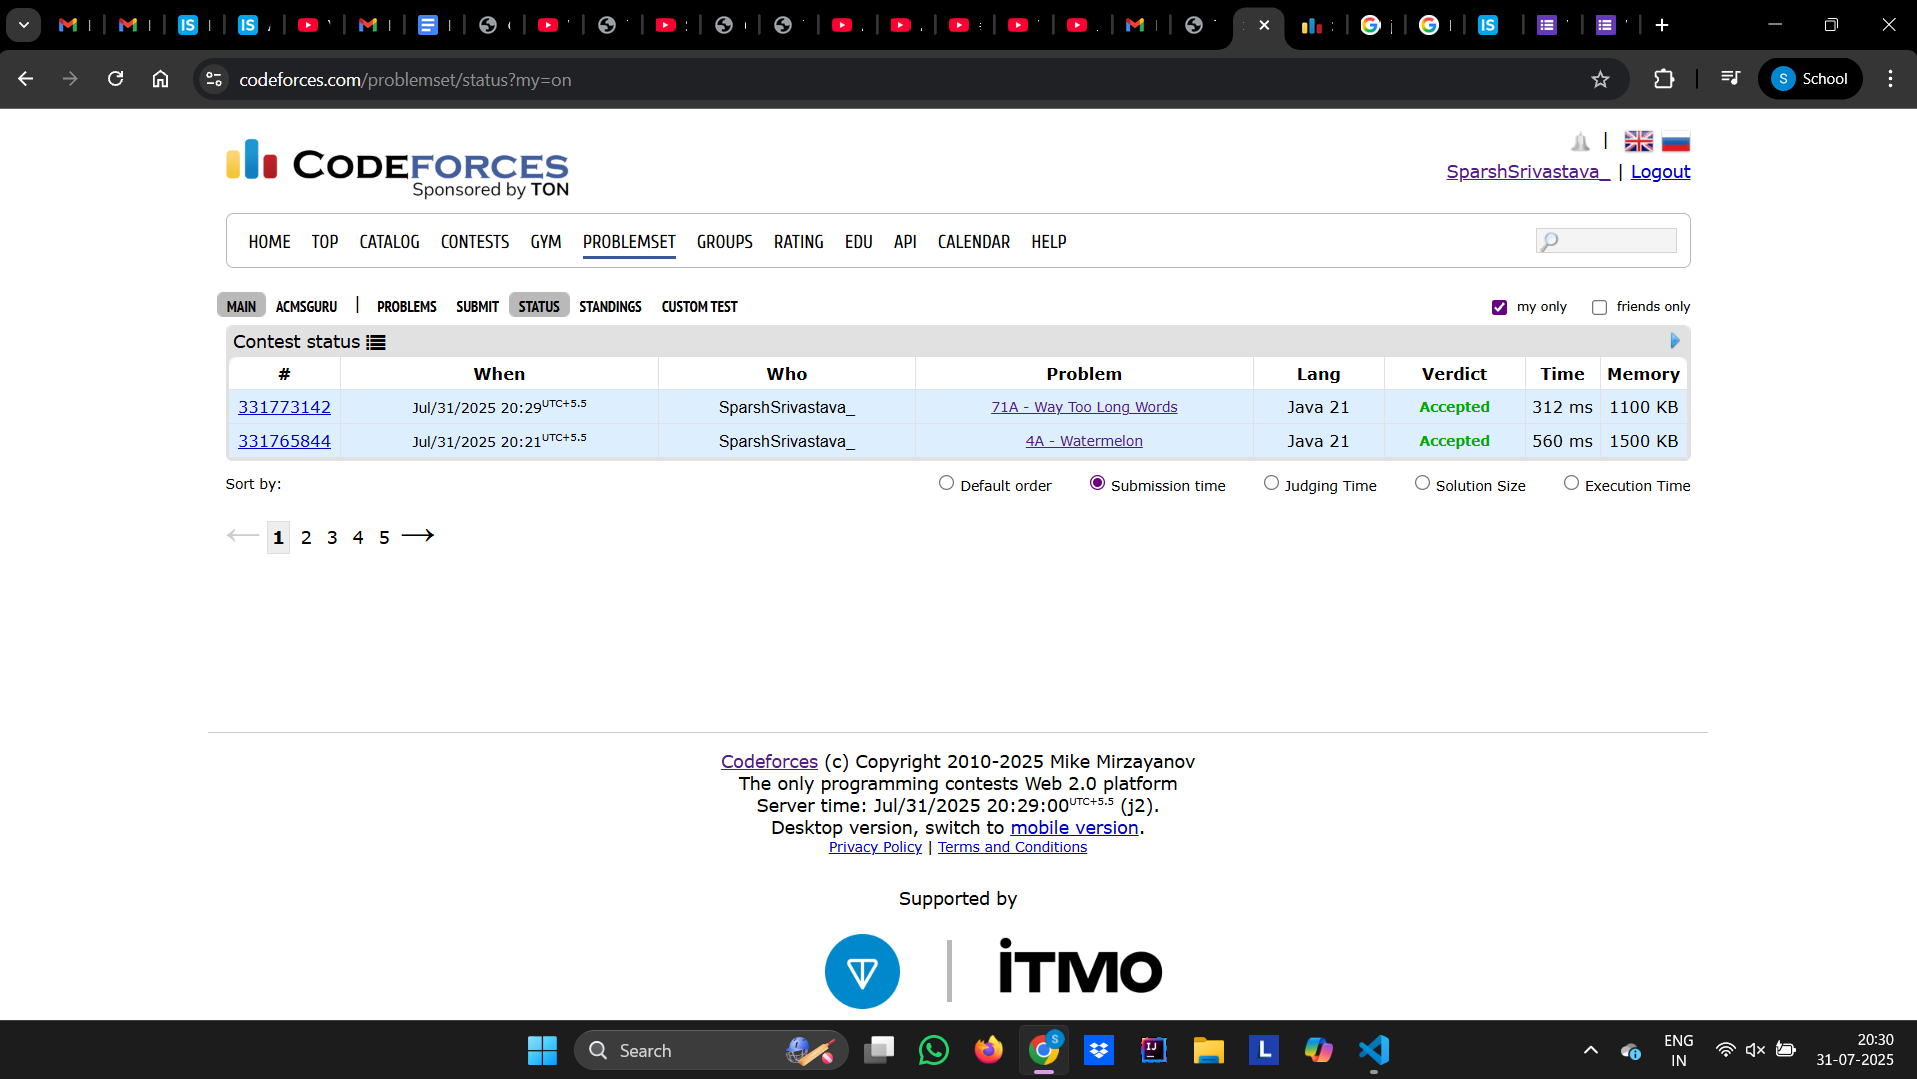 codeforces.com/problemset/status?my=on
S School
CODEFORCES
Sponsored by TON
SparshSrivastava_ | Logout
HOME TOP CATALOG CONTESTS GYM PROBLEMSET GROUPS RATING EDU API CALENDAR HELP
MAIN ACMSGURU | PROBLEMS SUBMIT STATUS STANDINGS CUSTOM TEST my only friends only
Contest status
# When Who Problem Lang Verdict Time Memory
331773142 Jul/31/2025 20:29UTC+5.5 SparshSrivastava_ 71A - Way Too Long Words Java 21 Accepted 312 ms 1100 KB
331765844 Jul/31/2025 20:21UTC+5.5 SparshSrivastava_ 4A - Watermelon Java 21 Accepted 560 ms 1500 KB
Sort by: Default order Submission time Judging Time Solution Size Execution Time
← 1 2 3 4 5 →
Codeforces (c) Copyright 2010-2025 Mike Mirzayanov
The only programming contests Web 2.0 platform
Server time: Jul/31/2025 20:29:00UTC+5.5 (j2).
Desktop version, switch to mobile version.
Privacy Policy | Terms and Conditions
Supported by
iTMO
Search
ENG
IN
20:30
31-07-2025